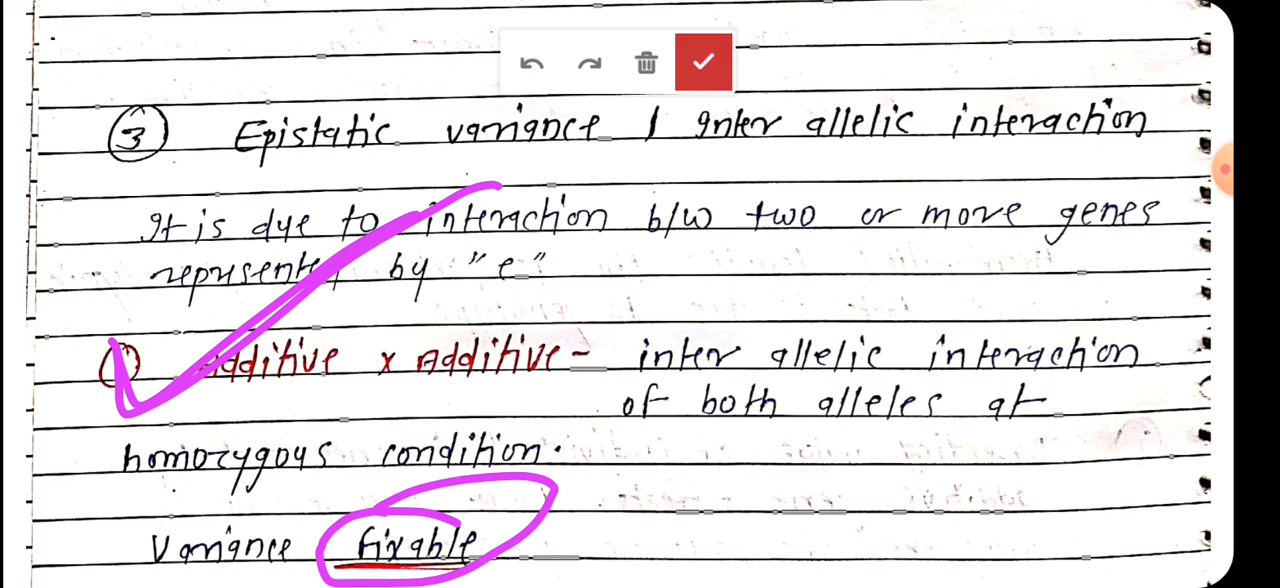 ③ Epistatic variance / Inter allelic interaction
It is due to interaction b/w two or more genes
represented by "e"
① Additive x Additive - inter allelic interaction
of both alleles at
homozygous condition.
Variance fixable